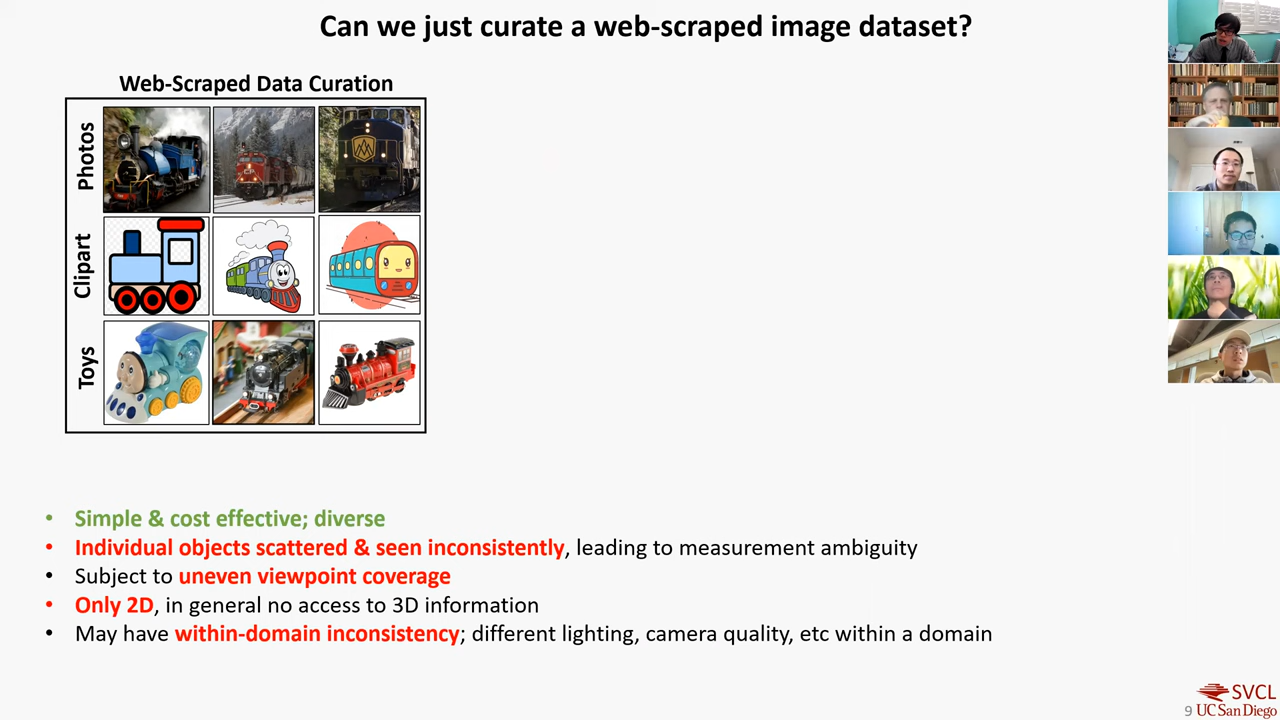 Can we just curate a web-scraped image dataset?
Web-Scraped Data Curation
Photos
Clipart
Toys
• Simple & cost effective; diverse
• Individual objects scattered & seen inconsistently, leading to measurement ambiguity
• Subject to uneven viewpoint coverage
• Only 2D, in general no access to 3D information
• May have within-domain inconsistency; different lighting, camera quality, etc within a domain
SVCL
9 UC San Diego